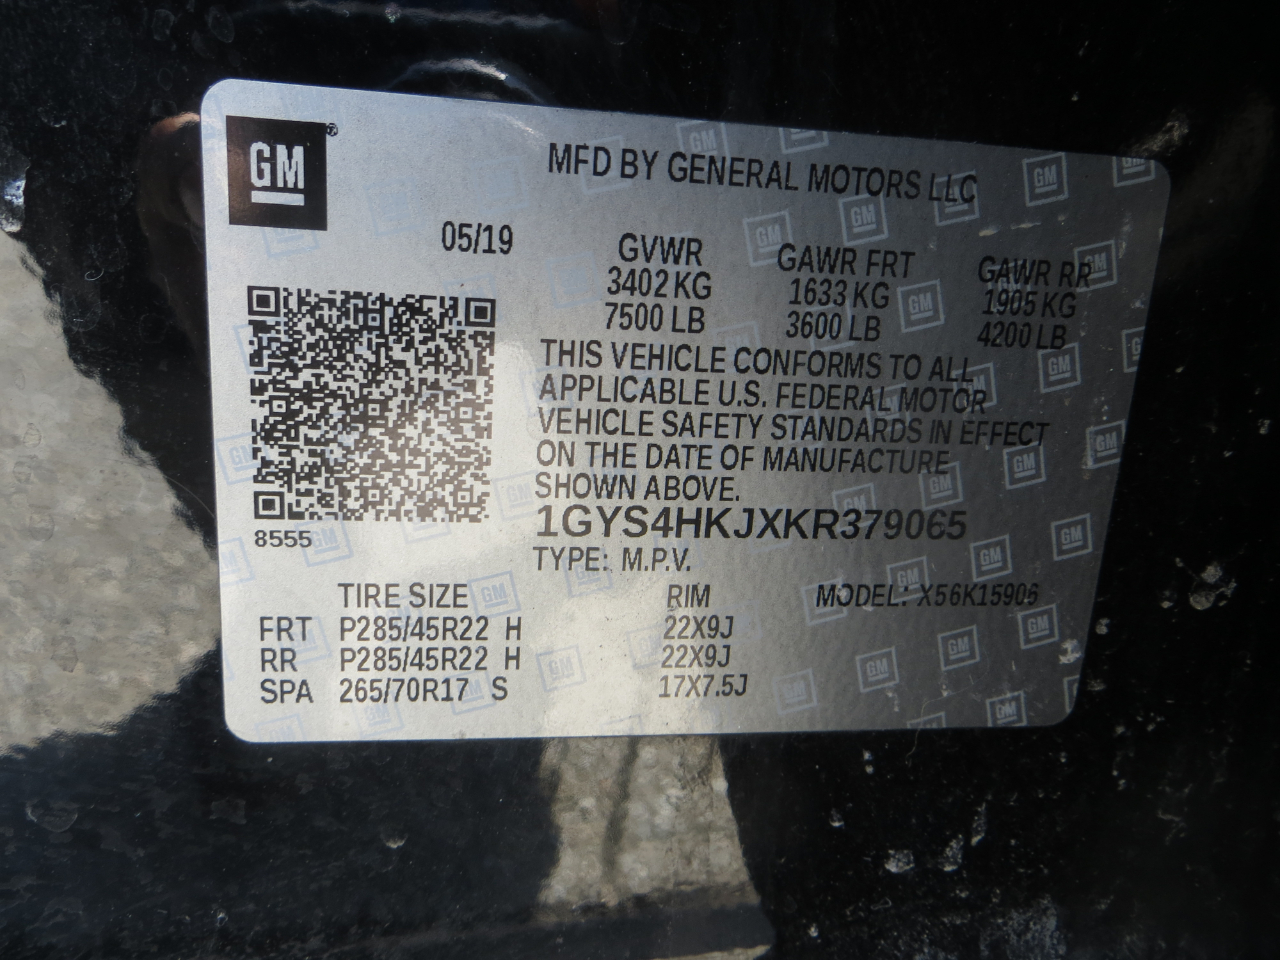 GM
MFD BY GENERAL MOTORS LLC
05/19
GVWR GAWR FRT GAWR RR
3402 KG 1633 KG 1905 KG
7500 LB 3600 LB 4200 LB
THIS VEHICLE CONFORMS TO ALL
APPLICABLE U.S. FEDERAL MOTOR
VEHICLE SAFETY STANDARDS IN EFFECT
ON THE DATE OF MANUFACTURE
SHOWN ABOVE.
1GYS4HKJXKR379065
8555
TYPE: M.P.V.
TIRE SIZE RIM MODEL: X56K15906
FRT P285/45R22 H 22X9J
RR P285/45R22 H 22X9J
SPA 265/70R17 S 17X7.5J